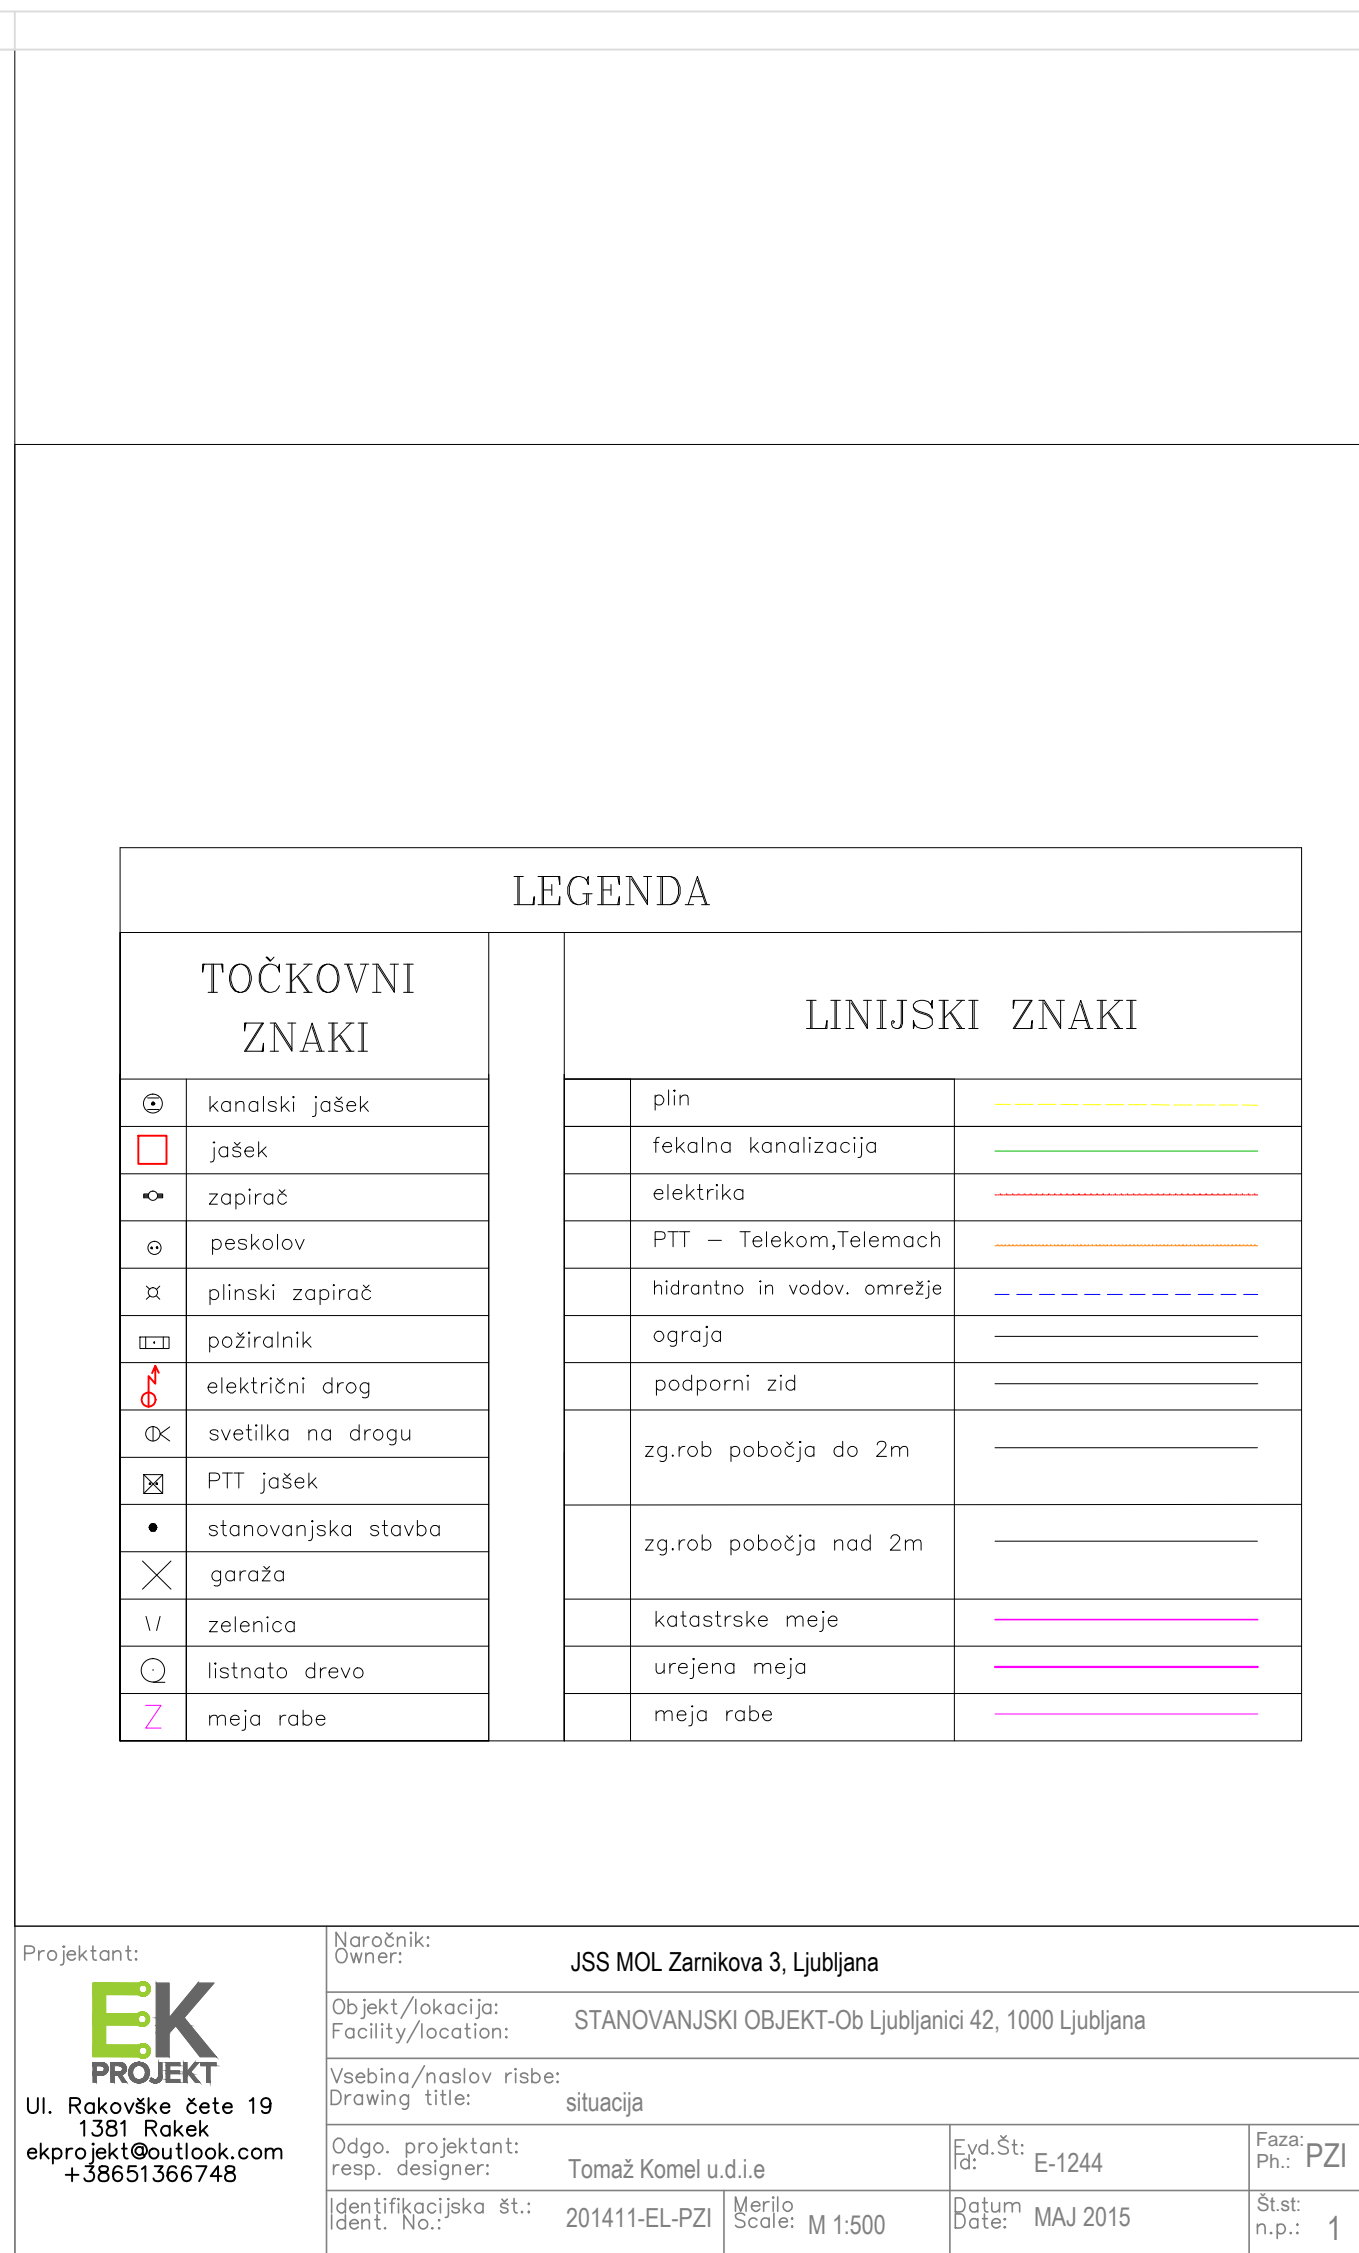 LEGENDA
TOČKOVNI
ZNAKI
kanalski jašek
jašek
zapirač
peskolov
plinski zapirač
požiralnik
električni drog
svetilka na drogu
PTT jašek
stanovanjska stavba
garaža
zelenica
listnato drevo
meja rabe
LINIJSKI ZNAKI
plin
fekalna kanalizacija
elektrika
PTT – Telekom,Telemach
hidrantno in vodov. omrežje
ograja
podporni zid
zg.rob pobočja do 2m
zg.rob pobočja nad 2m
katastrske meje
urejena meja
meja rabe
Projektant:
EK
PROJEKT
Ul. Rakovške čete 19
1381 Rakek
ekprojekt@outlook.com
+38651366748
Naročnik:
Owner:
JSS MOL Zarnikova 3, Ljubljana
Objekt/lokacija:
Facility/location:
STANOVANJSKI OBJEKT-Ob Ljubljanici 42, 1000 Ljubljana
Vsebina/naslov risbe:
Drawing title:
situacija
Odgo. projektant:
resp. designer:
Tomaž Komel u.d.i.e
Evd.Št:
Id:
E-1244
Faza:
Ph.:
PZI
Identifikacijska št.:
Ident. No.:
201411-EL-PZI
Merilo
Scale:
M 1:500
Datum
Date:
MAJ 2015
Št.st:
n.p.:
1